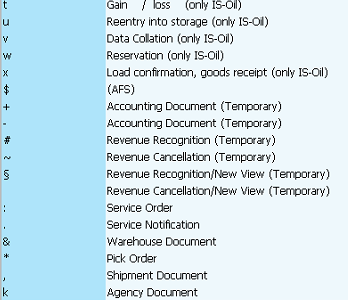 t Gain / loss (only IS-Oil)
u Reentry into storage (only IS-Oil)
v Data Collation (only IS-Oil)
w Reservation (only IS-Oil)
x Load confirmation, goods receipt (only IS-Oil)
$ (AFS)
+ Accounting Document (Temporary)
- Accounting Document (Temporary)
# Revenue Recognition (Temporary)
~ Revenue Cancellation (Temporary)
§ Revenue Recognition/New View (Temporary)
Revenue Cancellation/New View (Temporary)
: Service Order
. Service Notification
& Warehouse Document
* Pick Order
, Shipment Document
k Agency Document